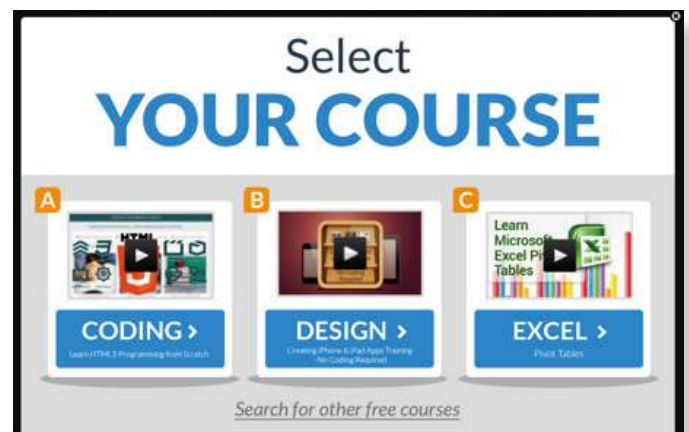 Select
YOUR COURSE
A
B
C
HTML
Learn
Microsoft
Excel Pi
Tables
CODING >
DESIGN >
EXCEL >
Learn HTML5 Programming from Scratch
Creating iPhone & iPad Apps Training
- No Coding Required!
Pivot Tables
Search for other free courses